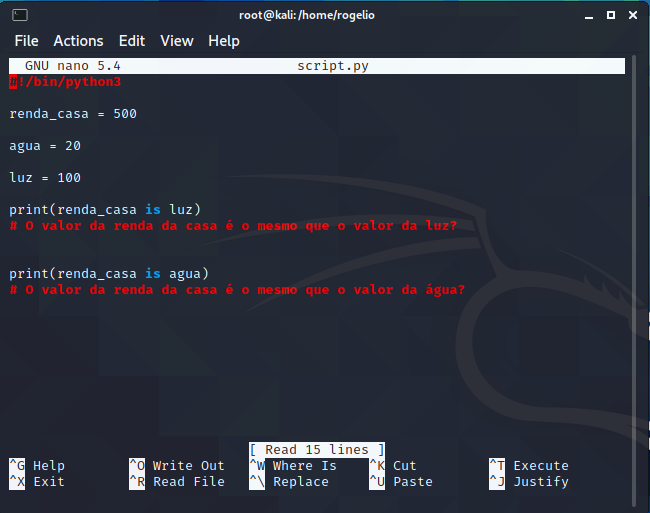 root@kali:/home/rogelio
File Actions Edit View Help
GNU nano 5.4 script.py
#!/bin/python3
renda_casa = 500
agua = 20
luz = 100
print(renda_casa is luz)
# O valor da renda da casa é o mesmo que o valor da luz?
print(renda_casa is agua)
# O valor da renda da casa é o mesmo que o valor da água?
[ Read 15 lines ]
^G Help ^O Write Out ^W Where Is ^K Cut ^T Execute
^X Exit ^R Read File ^\ Replace ^U Paste ^J Justify